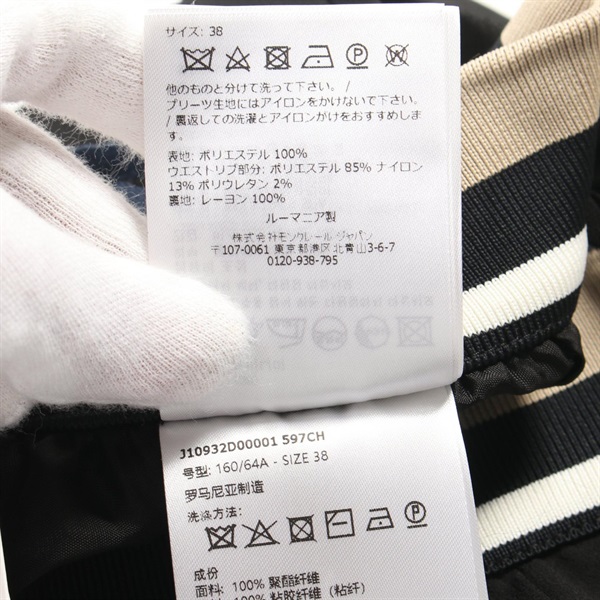 サイズ: 38
他のものと分けて洗って下さい。 /
プリーツ生地にはアイロンをかけないで下さい。
/ 裏返しての洗濯とアイロンがけをおすすめしま
す。
表地: ポリエステル 100%
ウエストリブ部分: ポリエステル 85% ナイロン
13% ポリウレタン 2%
裏地: レーヨン 100%
ルーマニア製
株式会社モンクレール ジャパン
〒107-0061 東京都港区北青山3-6-7
0120-938-795
J10932D00001 597CH
号型: 160/64A - SIZE 38
罗马尼亚制造
洗涤方法:
成份
面料: 100% 聚酯纤维
100% 粘胶纤维 (粘纤)